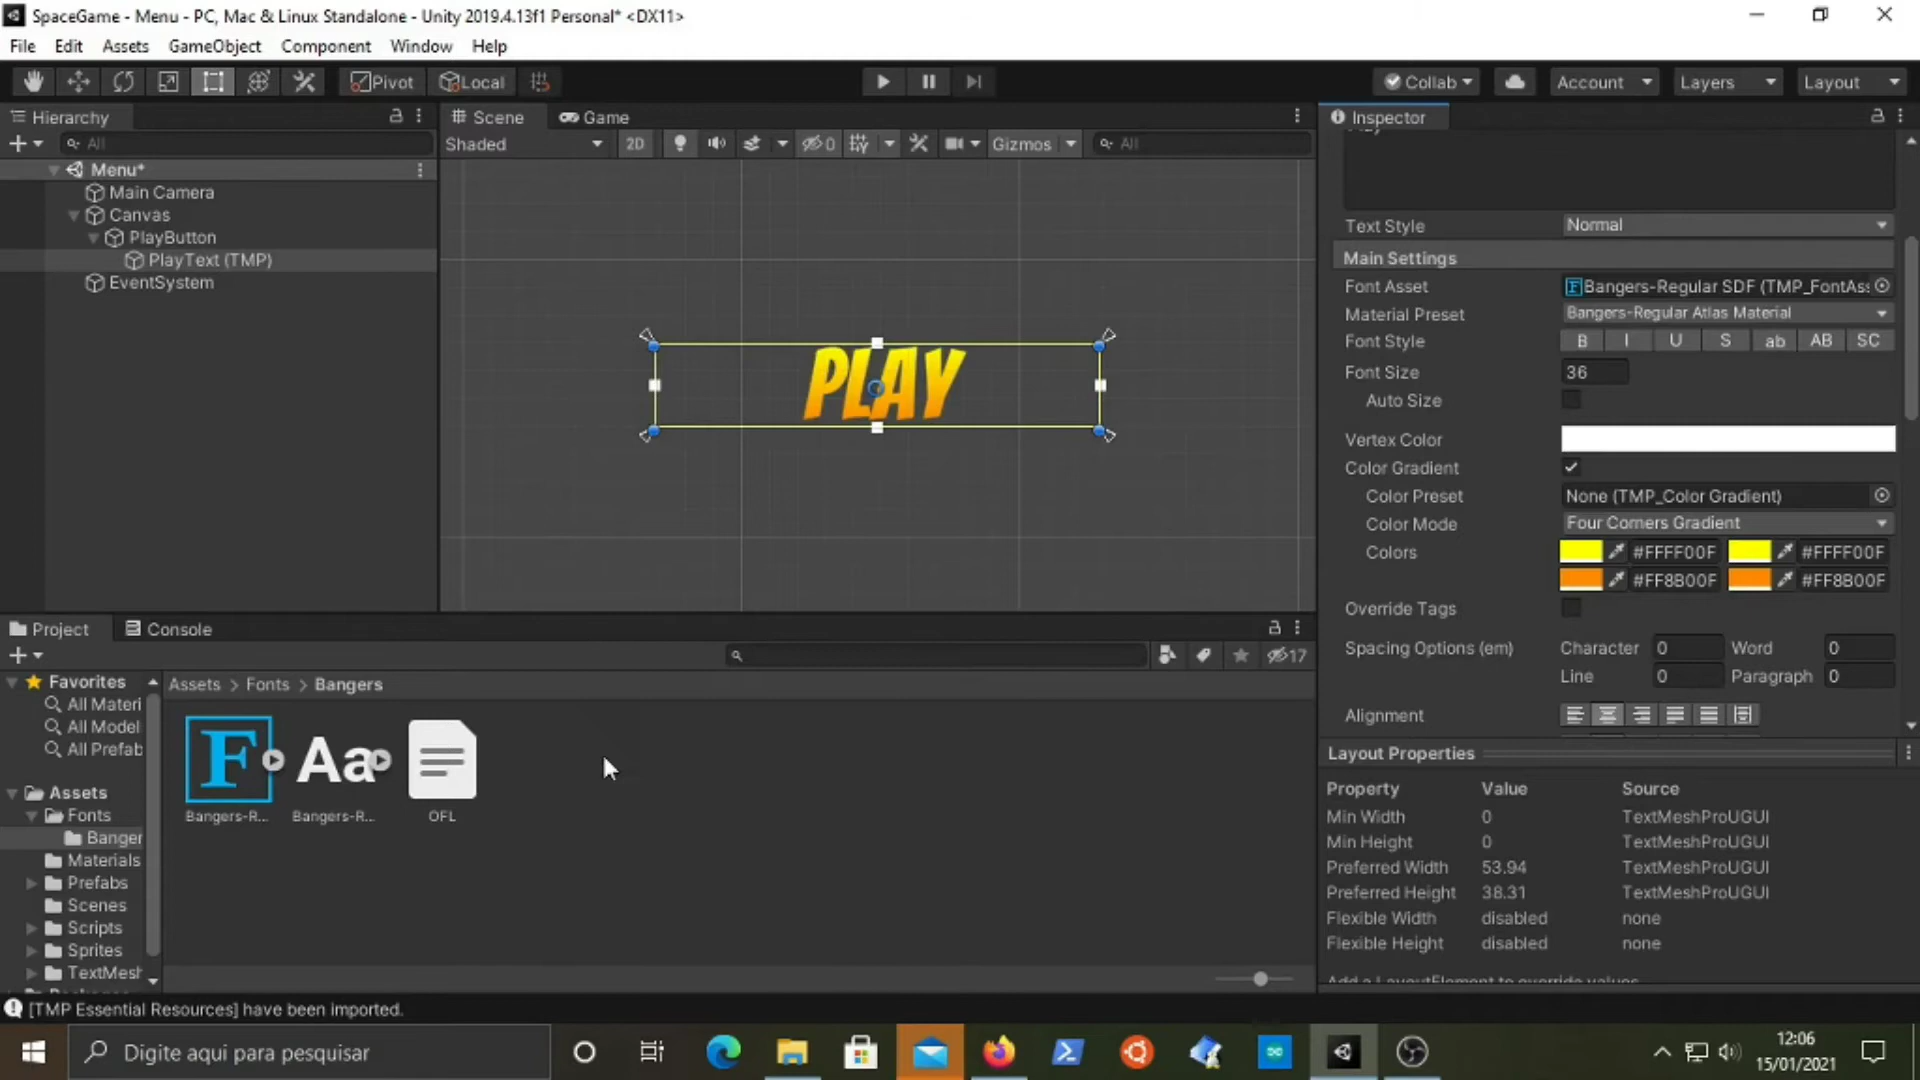 SpaceGame - Menu - PC, Mac & Linux Standalone - Unity 2019.4.13f1 Personal* <DX11>
File Edit Assets GameObject Component Window Help
Pivot Local Collab Account Layers Layout
Hierarchy
All
Menu*
Main Camera
Canvas
PlayButton
PlayText (TMP)
EventSystem
Scene Game
Shaded 2D 0 Gizmos All
PLAY
Inspector
Text Style Normal
Main Settings
Font Asset F Bangers-Regular SDF (TMP_FontAss
Material Preset Bangers-Regular Atlas Material
Font Style B I U S ab AB SC
Font Size 36
Auto Size
Vertex Color
Color Gradient
Color Preset None (TMP_Color Gradient)
Color Mode Four Corners Gradient
Colors #FFFF00F #FFFF00F
#FF8B00F #FF8B00F
Override Tags
Spacing Options (em) Character 0 Word 0
Line 0 Paragraph 0
Alignment
Layout Properties
Property Value Source
Min Width 0 TextMeshProUGUI
Min Height 0 TextMeshProUGUI
Preferred Width 53.94 TextMeshProUGUI
Preferred Height 38.31 TextMeshProUGUI
Flexible Width disabled none
Flexible Height disabled none
Add a LayoutElement to override values
Project Console
17
Favorites
All Materi
All Model
All Prefab
Assets
Fonts
Banger
Materials
Prefabs
Scenes
Scripts
Sprites
TextMesh
Assets > Fonts > Bangers
F Aa
Bangers-R... Bangers-R... OFL
[TMP Essential Resources] have been imported.
Digite aqui para pesquisar
12:06
15/01/2021